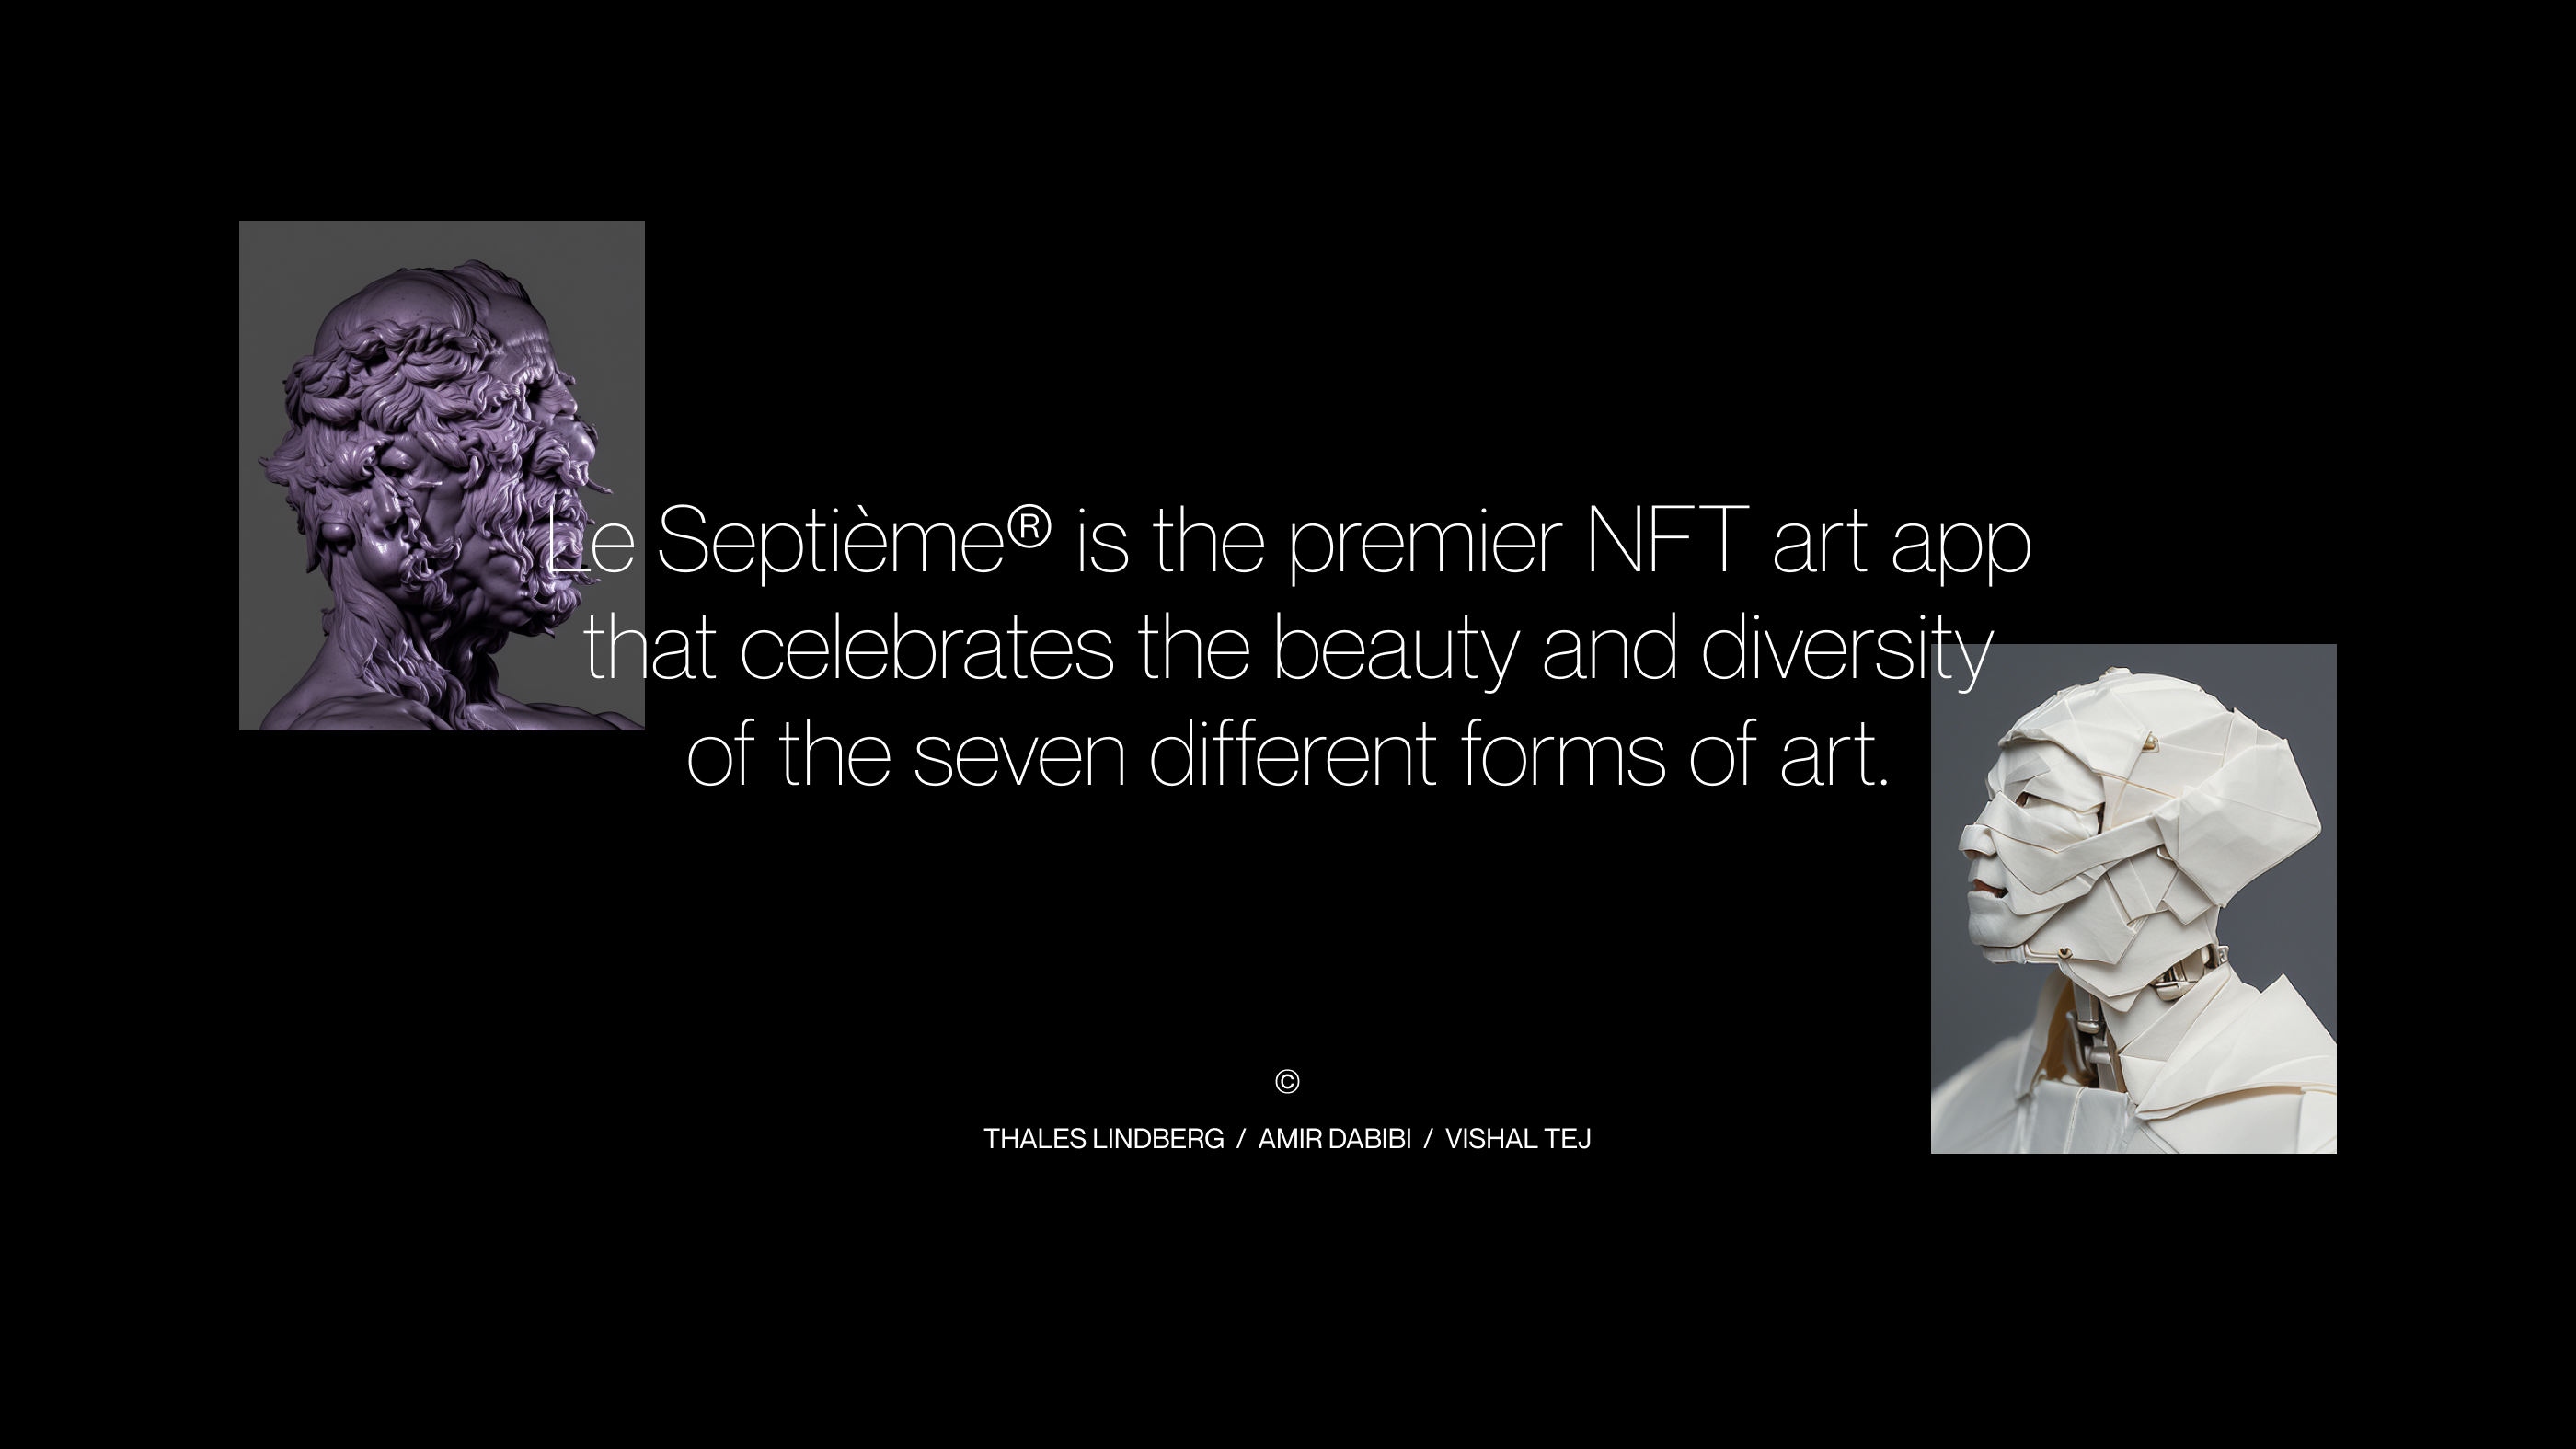 Le Septième® is the premier NFT art app
that celebrates the beauty and diversity
of the seven different forms of art.
©
THALES LINDBERG / AMIR DABIBI / VISHAL TEJ